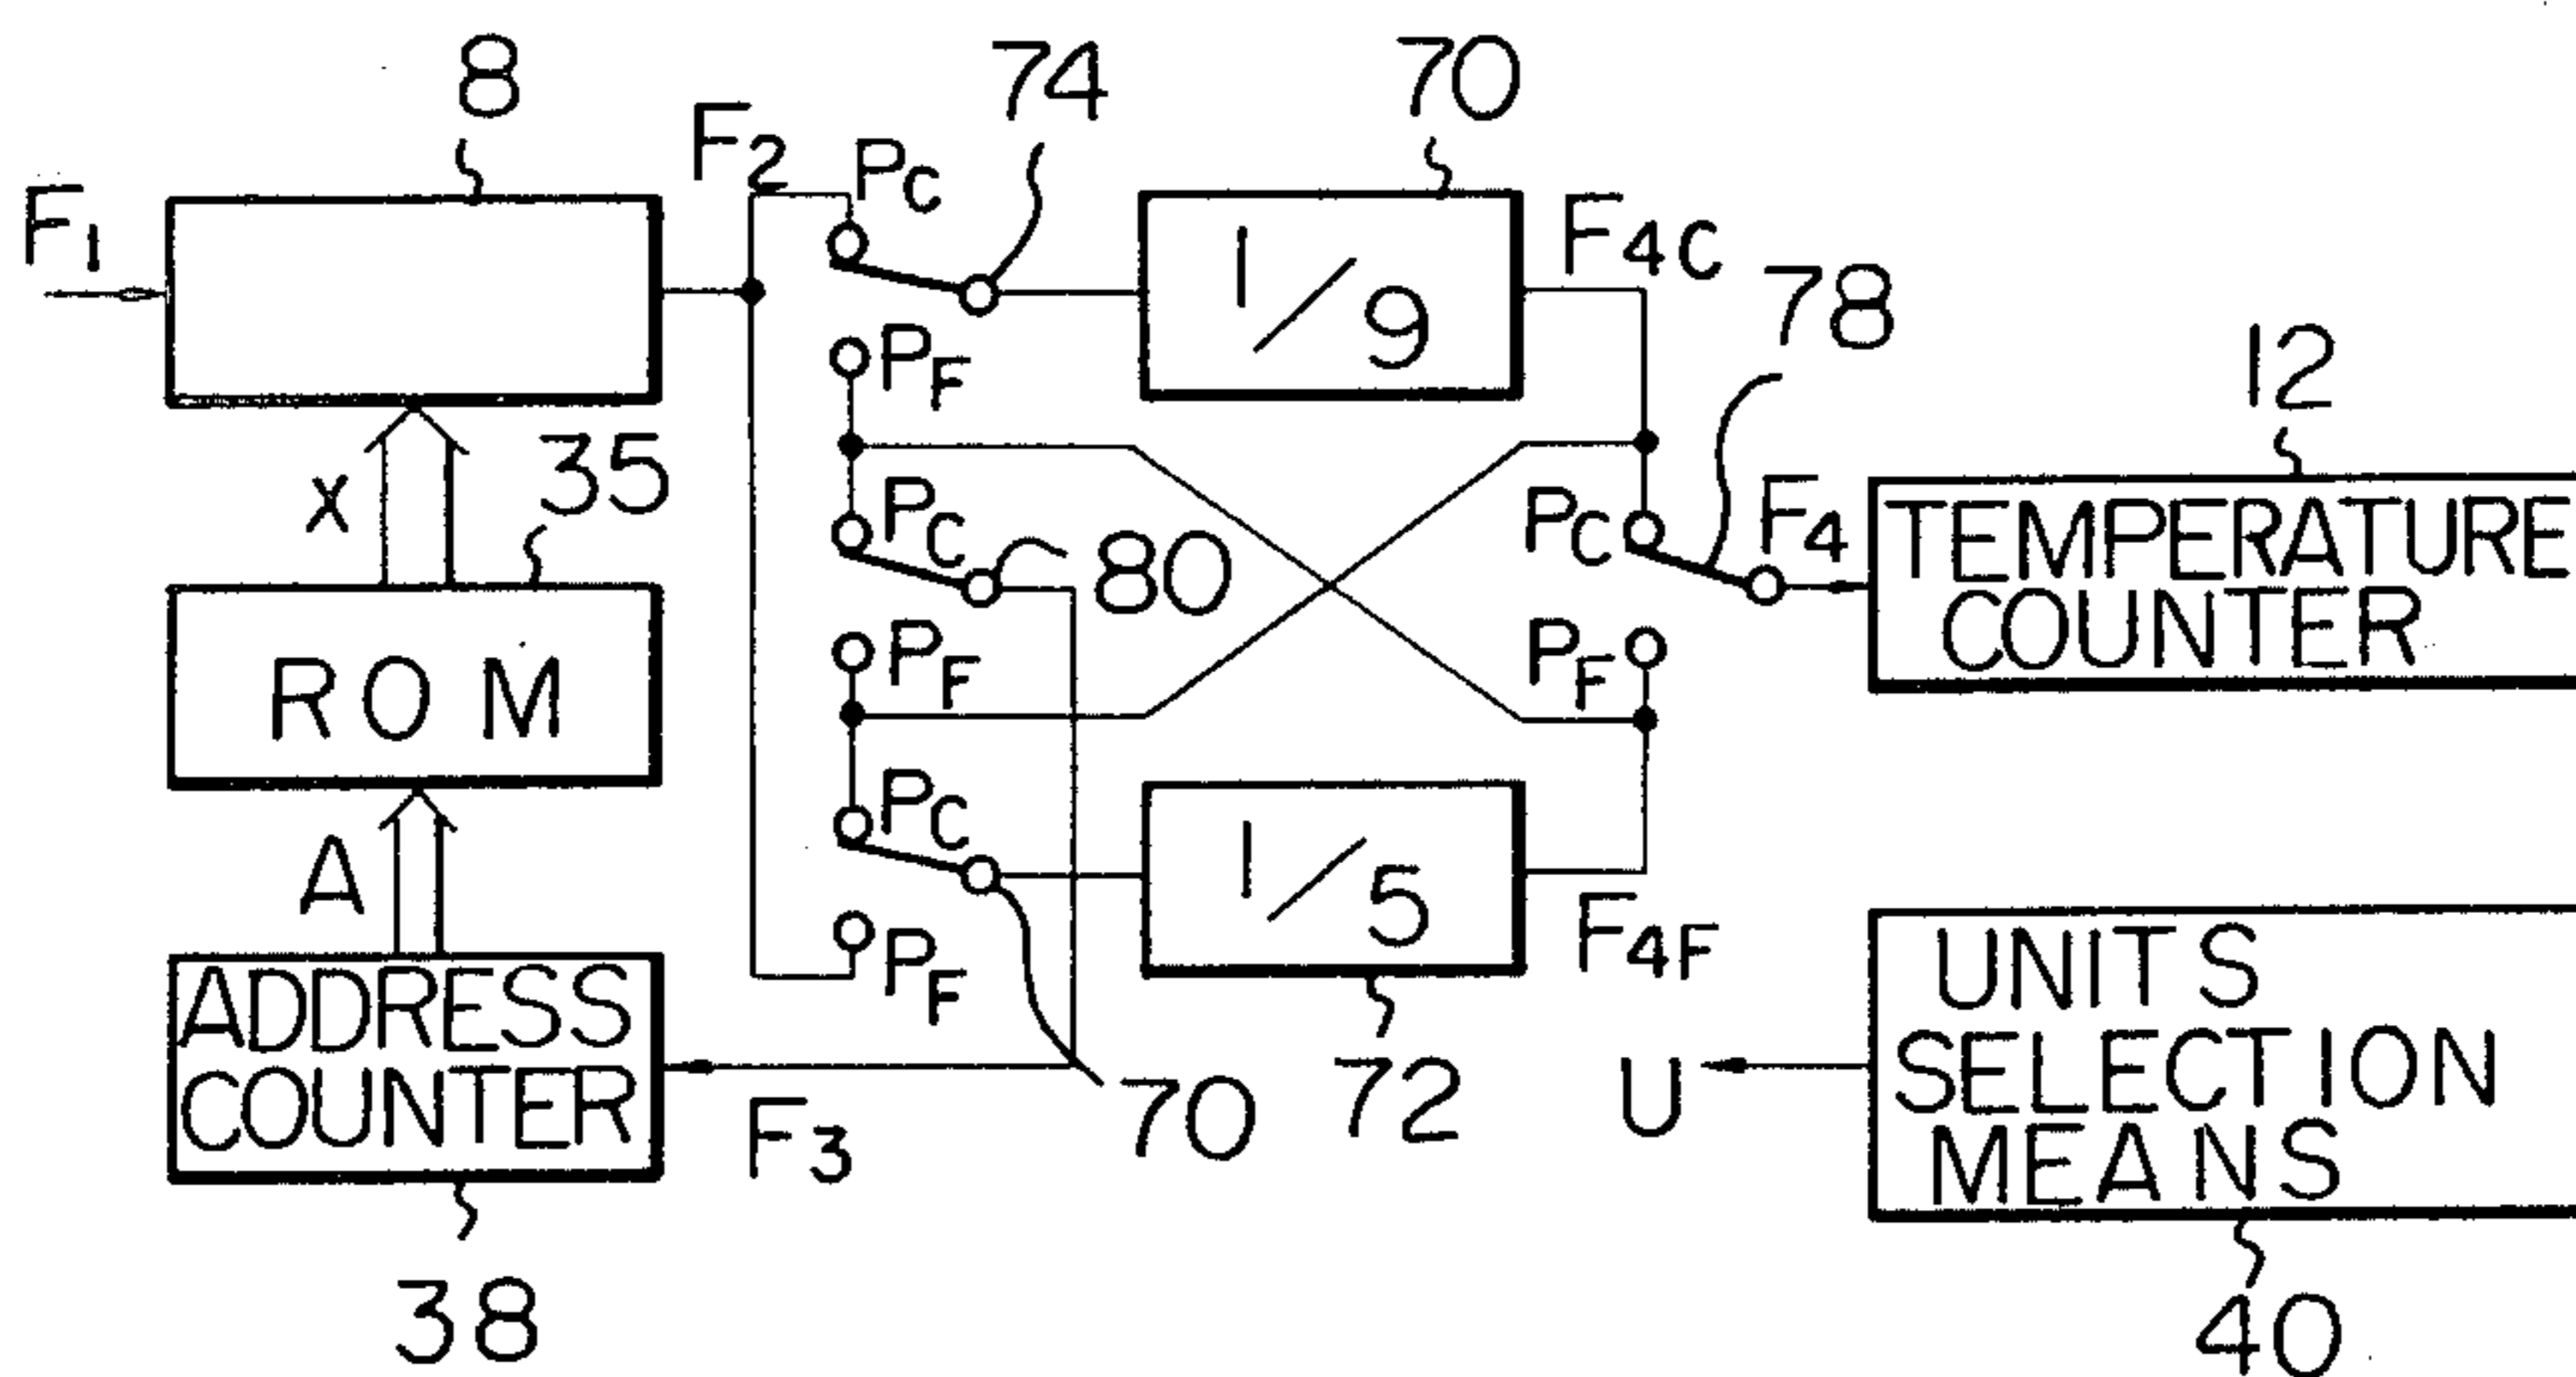 8
74
70
F1
F2
PC
1/9
F4C
78
12
PF
X
35
PC
80
PC
F4
TEMPERATURE
COUNTER
ROM
PF
PF
A
PC
1/5
F4F
ADDRESS
COUNTER
PF
UNITS
SELECTION
MEANS
U
F3
70
72
38
40